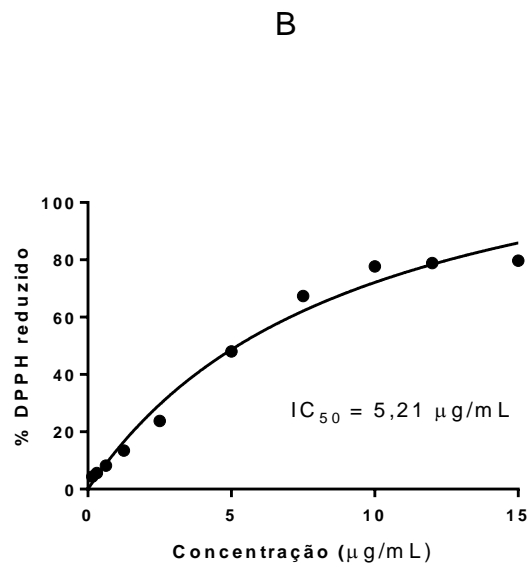 B
100
80
60
40
20
0
% DPPH reduzido
IC50 = 5,21 μg/mL
0 5 10 15
Concentração (μg/mL)